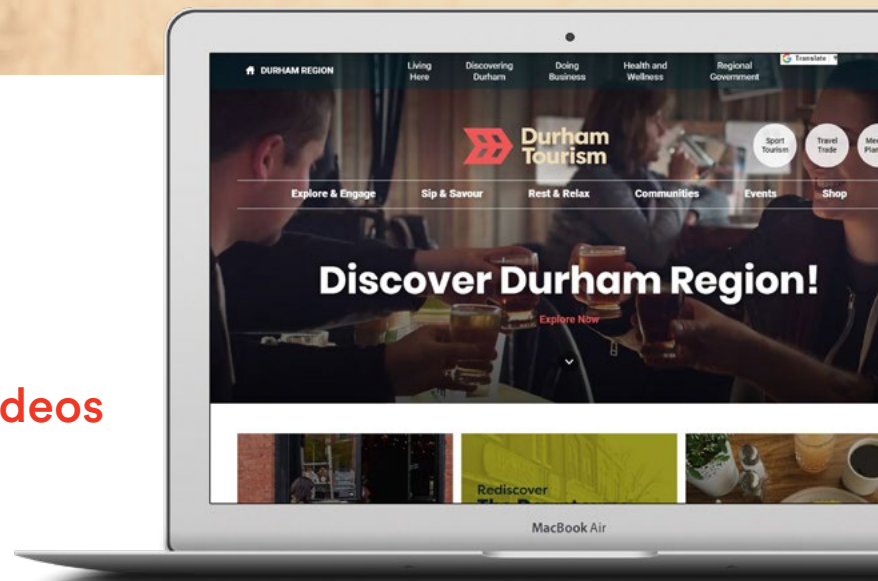 DURHAM REGION
Living
Here
Discovering
Durham
Doing
Business
Health and
Wellness
Regional
Government
Translate
Durham
Tourism
Sport
Tourism
Travel
Trade
Explore & Engage
Sip & Savour
Rest & Relax
Communities
Events
Shop
Discover Durham Region!
Explore Now
deos
Rediscover
MacBook Air